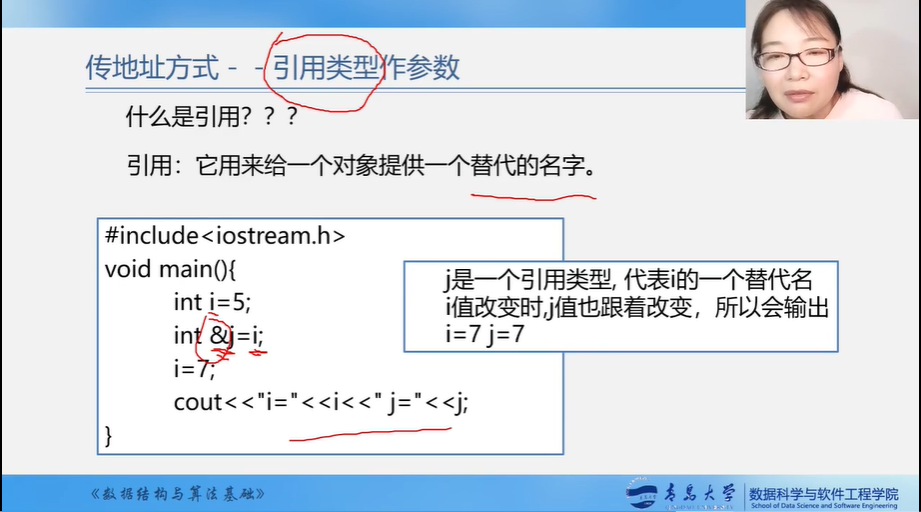 传地址方式 - - 引用类型作参数
什么是引用？？？
引用：它用来给一个对象提供一个替代的名字。
#include<iostream.h>
void main(){
int i=5;
int &j=i;
i=7;
cout<<"i="<<i<<" j="<<j;
}
j是一个引用类型, 代表i的一个替代名
i值改变时,j值也跟着改变，所以会输出
i=7 j=7
《数据结构与算法基础》
青岛大学
数据科学与软件工程学院
School of Data Science and Software Engineering